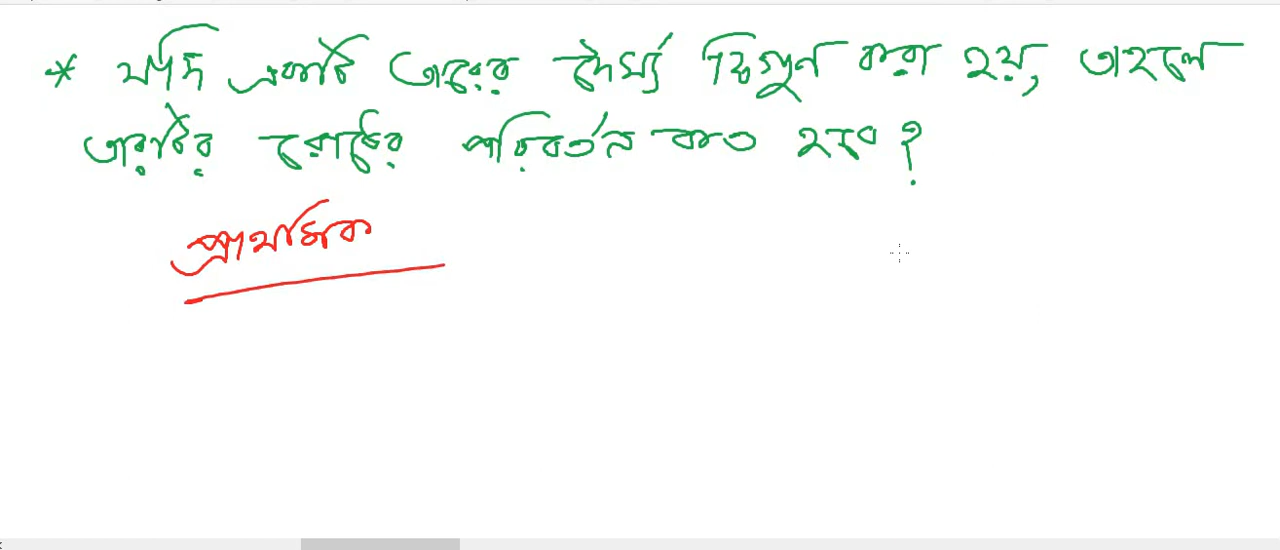 * যদি একটি তারের দৈর্ঘ্য দ্বিগুন করা হয়, তাহলে
তারটির রোধের পরিবর্তন কত হবে?
প্রাথমিক